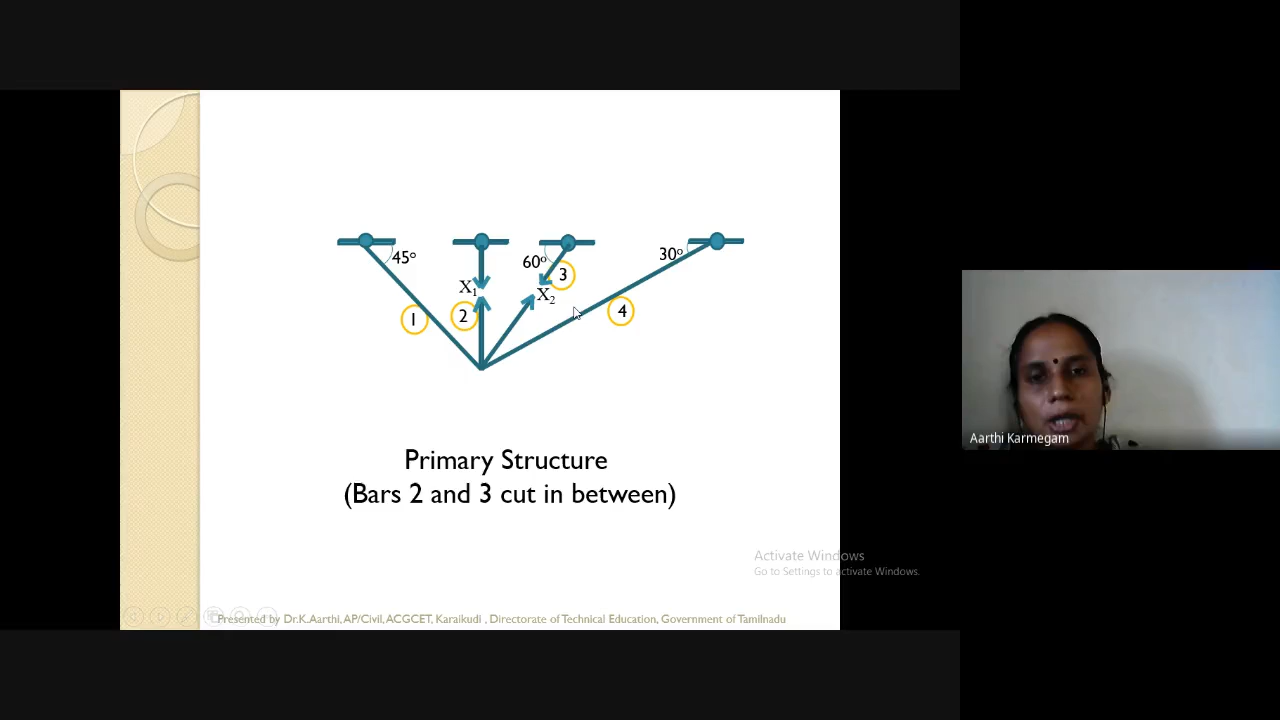 45°
60°
30°
X1
X2
1
2
3
4
Primary Structure
(Bars 2 and 3 cut in between)
Presented by Dr.K.Aarthi, AP/Civil, ACGCET, Karaikudi , Directorate of Technical Education, Government of Tamilnadu
Activate Windows
Go to Settings to activate Windows.
Aarthi Karmegam